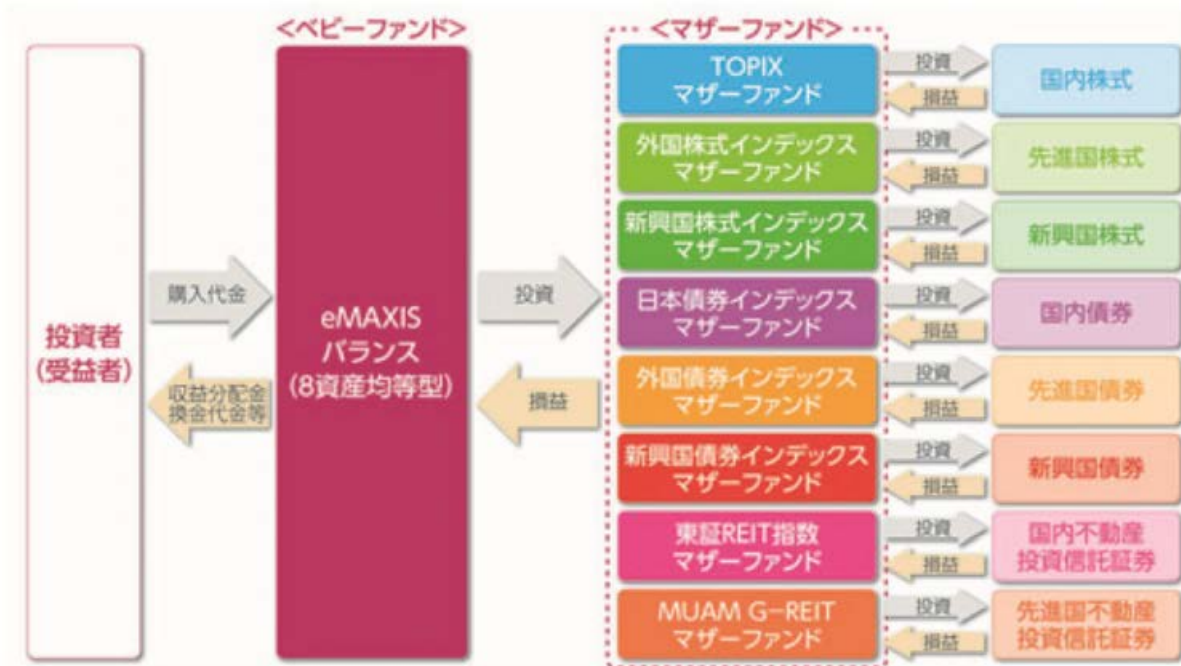 <ベビーファンド>
<マザーファンド>
投資者
(受益者)
購入代金
収益分配金
換金代金等
eMAXIS
バランス
(8資産均等型)
投資
損益
TOPIX
マザーファンド
投資
損益
国内株式
外国株式インデックス
マザーファンド
投資
損益
先進国株式
新興国株式インデックス
マザーファンド
投資
損益
新興国株式
日本債券インデックス
マザーファンド
投資
損益
国内債券
外国債券インデックス
マザーファンド
投資
損益
先進国債券
新興国債券インデックス
マザーファンド
投資
損益
新興国債券
東証REIT指数
マザーファンド
投資
損益
国内不動産
投資信託証券
MUAM G-REIT
マザーファンド
投資
損益
先進国不動産
投資信託証券